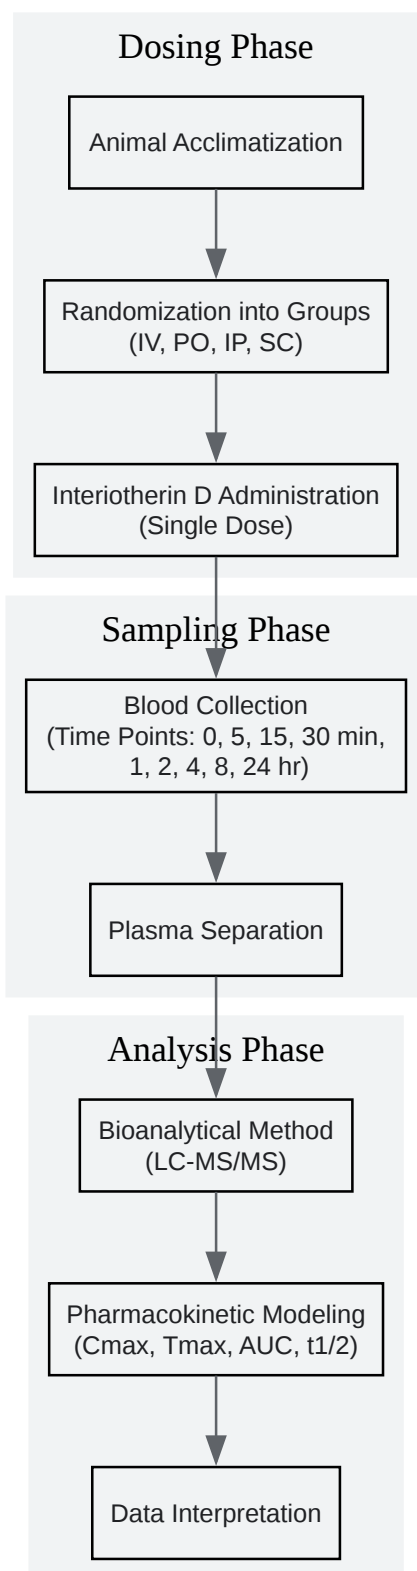 Dosing Phase
Animal Acclimatization
Randomization into Groups
(IV, PO, IP, SC)
Interiotherin D Administration
(Single Dose)
Sampling Phase
Blood Collection
(Time Points: 0, 5, 15, 30 min,
1, 2, 4, 8, 24 hr)
Plasma Separation
Analysis Phase
Bioanalytical Method
(LC-MS/MS)
Pharmacokinetic Modeling
(Cmax, Tmax, AUC, t1/2)
Data Interpretation